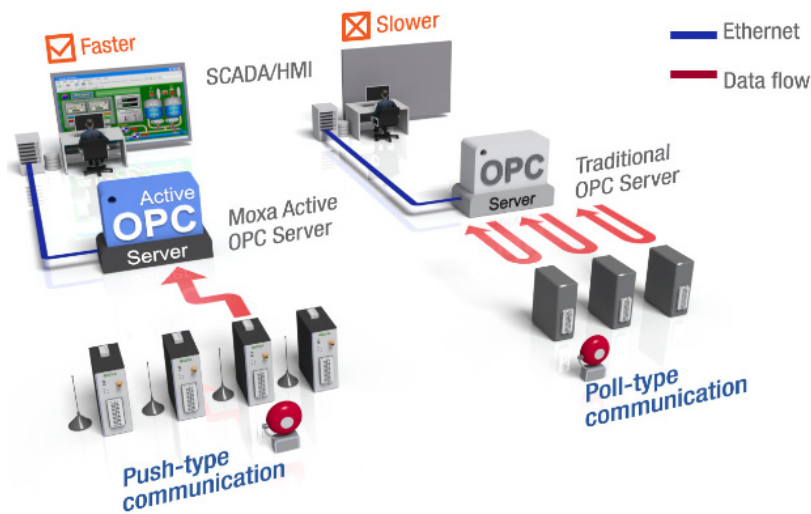 Faster
SCADA/HMI
Slower
Ethernet
Data flow
Active
OPC
Server
Moxa Active
OPC Server
OPC
Server
Traditional
OPC Server
Push-type
communication
Poll-type
communication